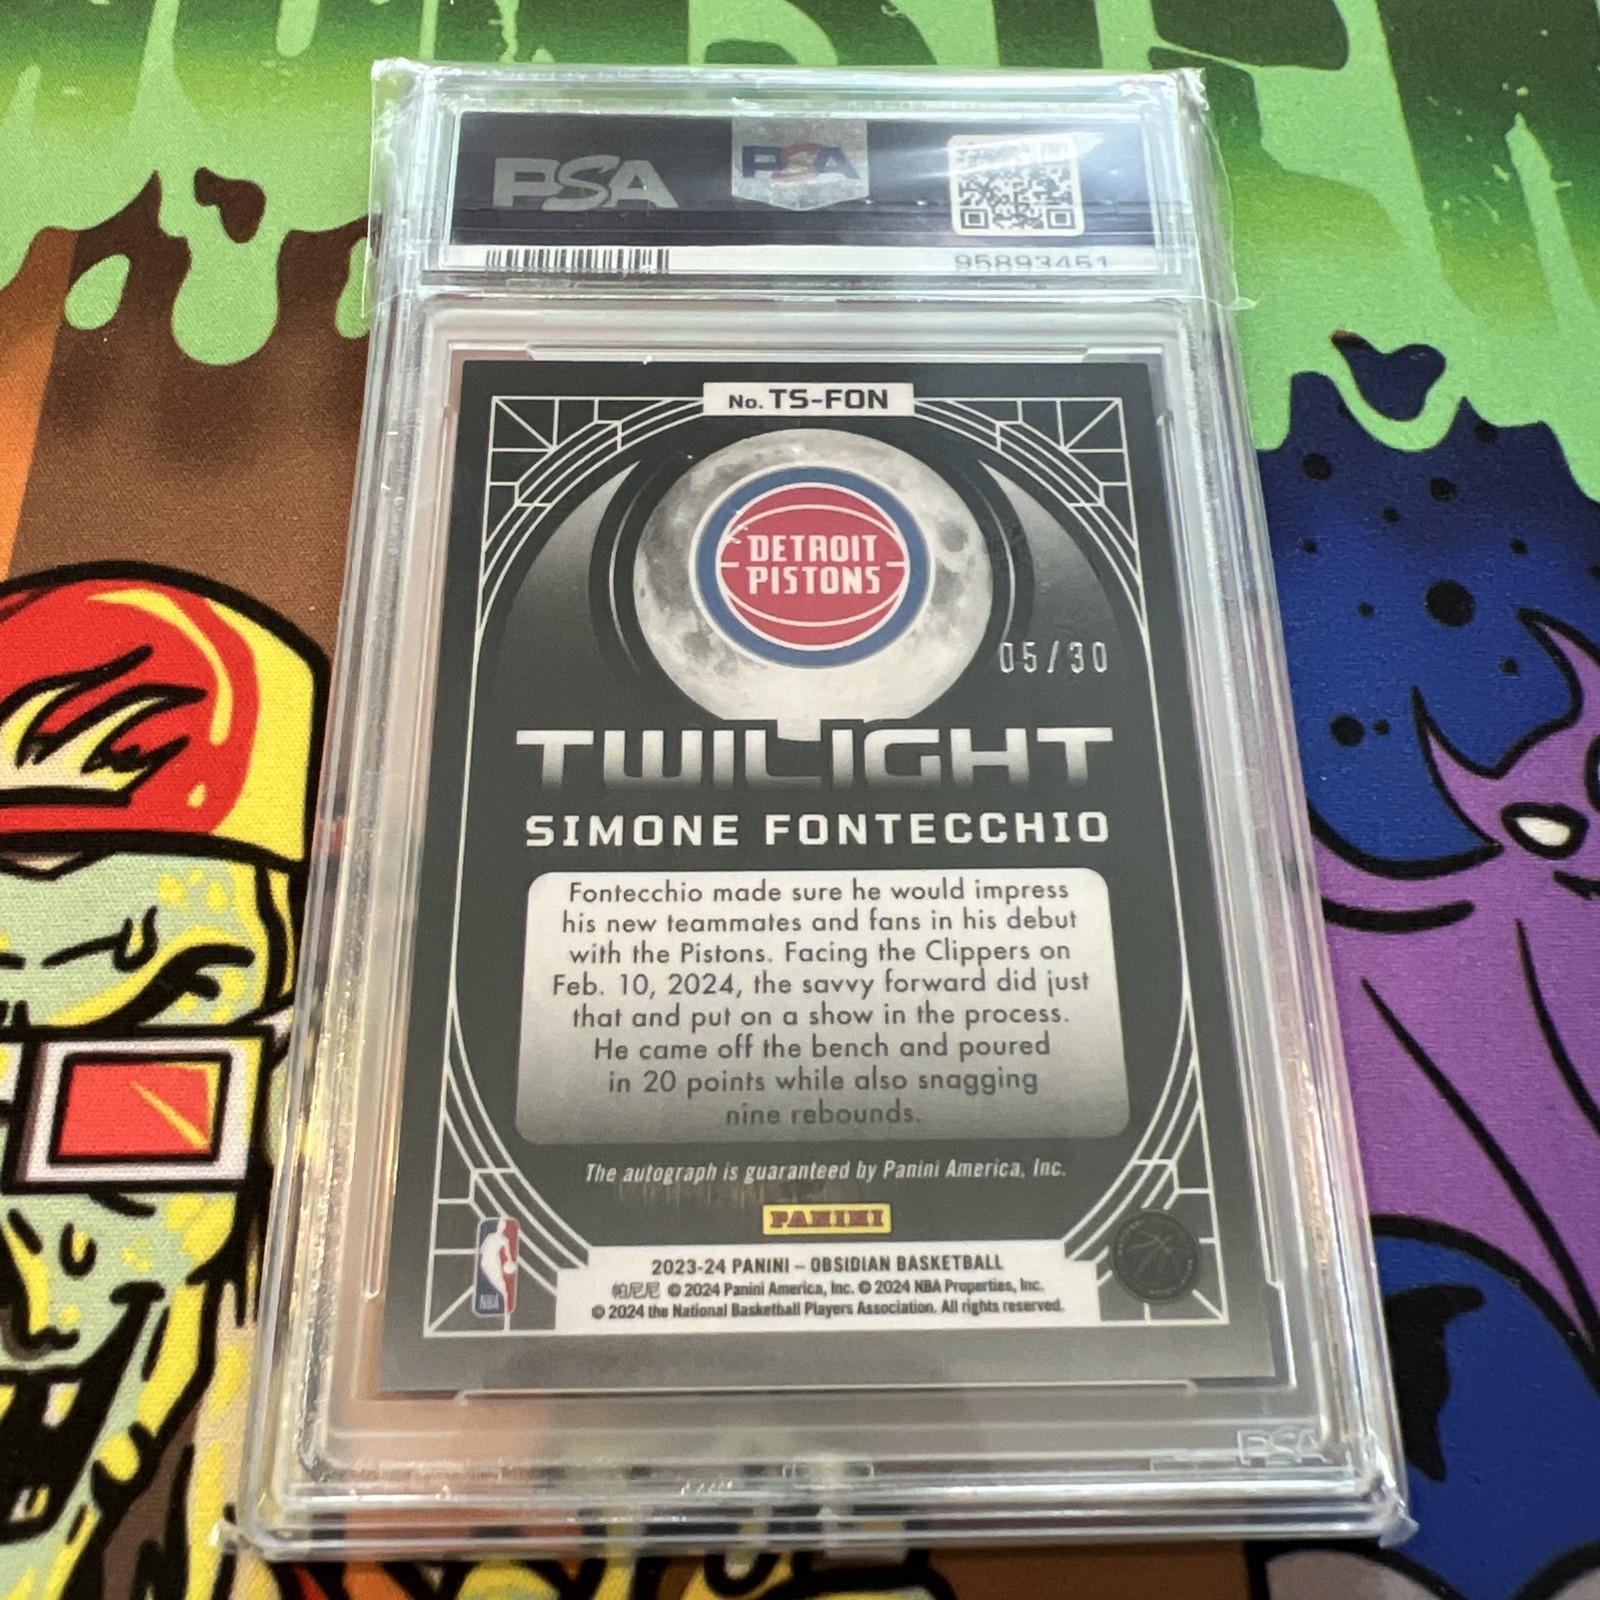 PSA
PSA
95893451
No. TS-FON
DETROIT
PISTONS
05/30
TWILIGHT
SIMONE FONTECCHIO
Fontecchio made sure he would impress
his new teammates and fans in his debut
with the Pistons. Facing the Clippers on
Feb. 10, 2024, the savvy forward did just
that and put on a show in the process.
He came off the bench and poured
in 20 points while also snagging
nine rebounds.
The autograph is guaranteed by Panini America, Inc.
PANINI
NBA
2023-24 PANINI – OBSIDIAN BASKETBALL
帕尼尼 © 2024 Panini America, Inc. © 2024 NBA Properties, Inc.
© 2024 the National Basketball Players Association. All rights reserved.
PSA